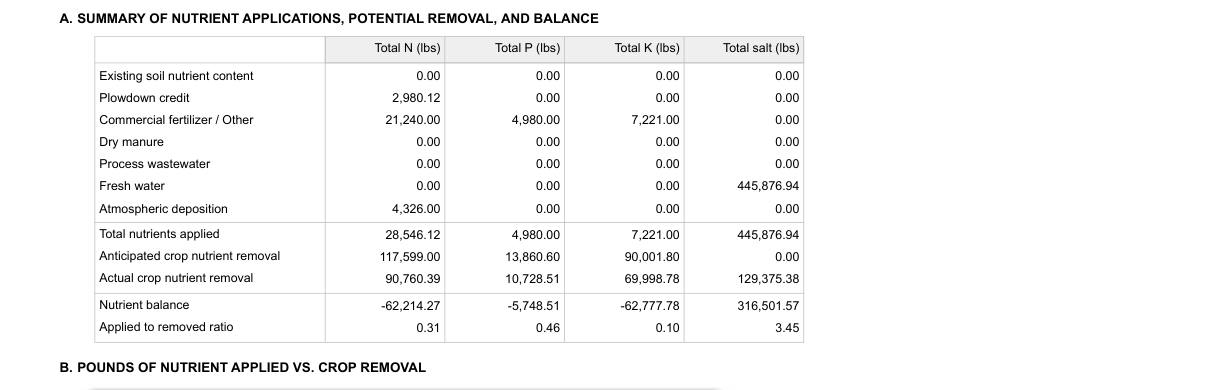 A. SUMMARY OF NUTRIENT APPLICATIONS, POTENTIAL REMOVAL, AND BALANCE
Total N (lbs) Total P (lbs) Total K (lbs) Total salt (lbs)
Existing soil nutrient content 0.00 0.00 0.00 0.00
Plowdown credit 2,980.12 0.00 0.00 0.00
Commercial fertilizer / Other 21,240.00 4,980.00 7,221.00 0.00
Dry manure 0.00 0.00 0.00 0.00
Process wastewater 0.00 0.00 0.00 0.00
Fresh water 0.00 0.00 0.00 445,876.94
Atmospheric deposition 4,326.00 0.00 0.00 0.00
Total nutrients applied 28,546.12 4,980.00 7,221.00 445,876.94
Anticipated crop nutrient removal 117,599.00 13,860.60 90,001.80 0.00
Actual crop nutrient removal 90,760.39 10,728.51 69,998.78 129,375.38
Nutrient balance -62,214.27 -5,748.51 -62,777.78 316,501.57
Applied to removed ratio 0.31 0.46 0.10 3.45
B. POUNDS OF NUTRIENT APPLIED VS. CROP REMOVAL